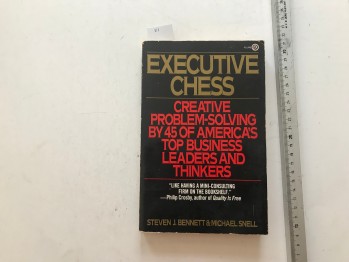 EXECUTIVE
CHESS
CREATIVE
PROBLEM-SOLVING
BY 45 OF AMERICA'S
TOP BUSINESS
LEADERS AND
THINKERS
"LIKE HAVING A MINI-CONSULTING
FIRM ON THE BOOKSHELF."
—Philip Crosby, author of Quality Is Free
STEVEN J. BENNETT & MICHAEL SNELL